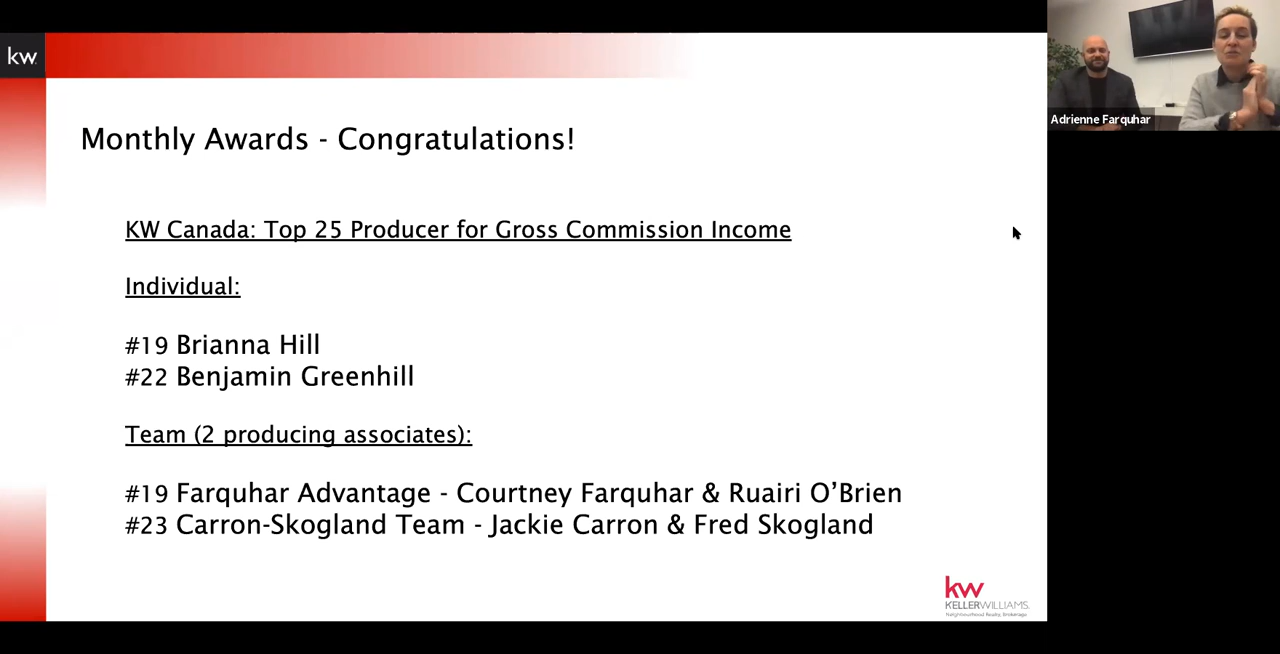 kw
Monthly Awards - Congratulations!
KW Canada: Top 25 Producer for Gross Commission Income
Individual:
#19 Brianna Hill
#22 Benjamin Greenhill
Team (2 producing associates):
#19 Farquhar Advantage - Courtney Farquhar & Ruairi O’Brien
#23 Carron-Skogland Team - Jackie Carron & Fred Skogland
kw
KELLERWILLIAMS.
Neighbourhood Realty, Brokerage
Adrienne Farquhar